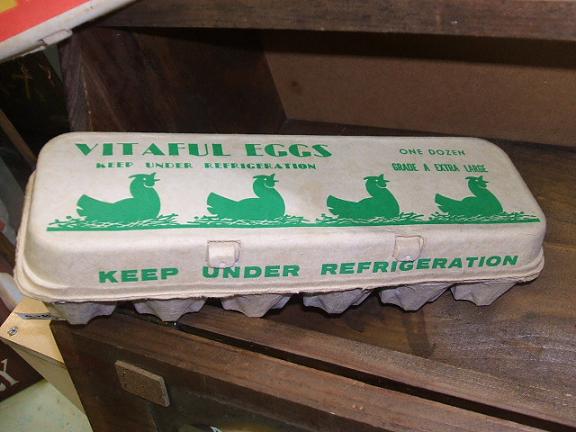 VITAFUL EGGS
KEEP UNDER REFRIGERATION
ONE DOZEN
GRADE A EXTRA LARGE
KEEP UNDER REFRIGERATION
X